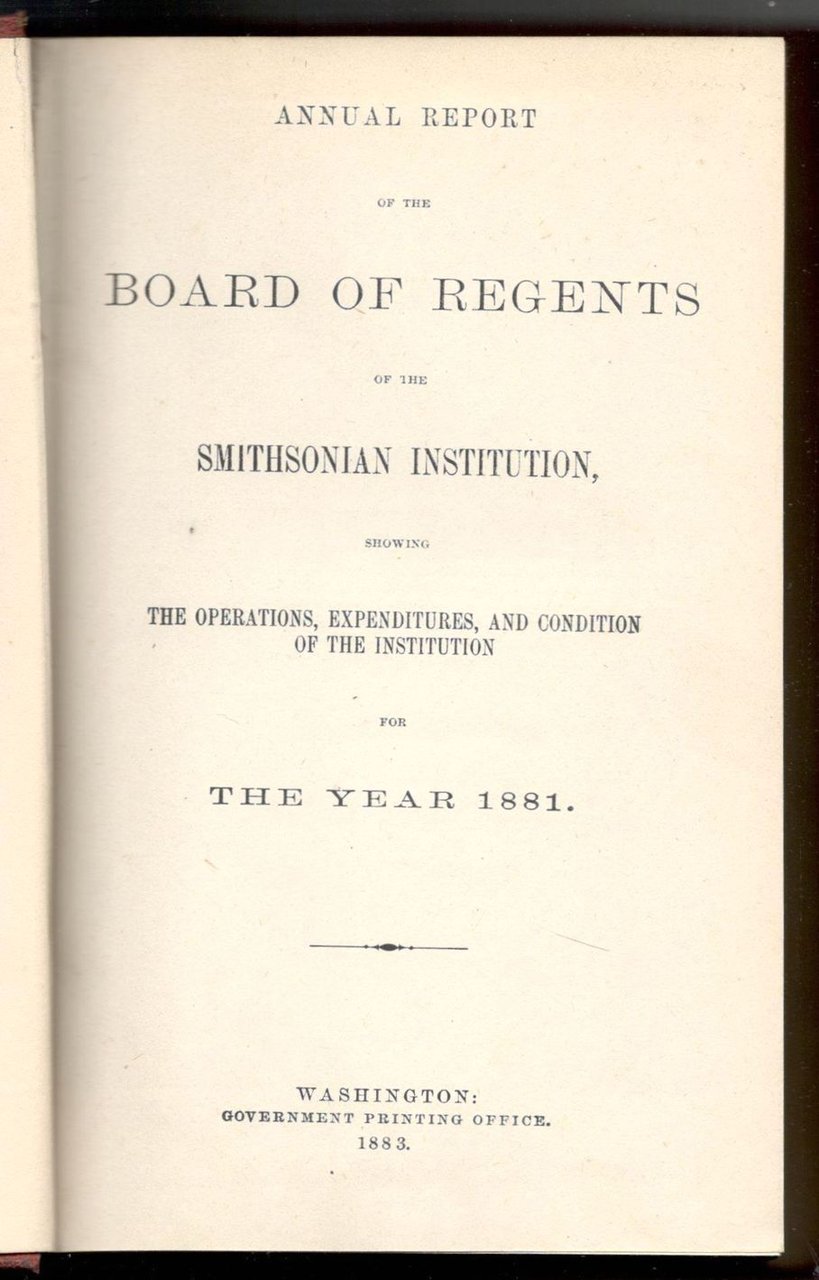 ANNUAL REPORT
OF THE
BOARD OF REGENTS
OF THE
SMITHSONIAN INSTITUTION,
SHOWING
THE OPERATIONS, EXPENDITURES, AND CONDITION
OF THE INSTITUTION
FOR
THE YEAR 1881.
WASHINGTON:
GOVERNMENT PRINTING OFFICE.
1883.